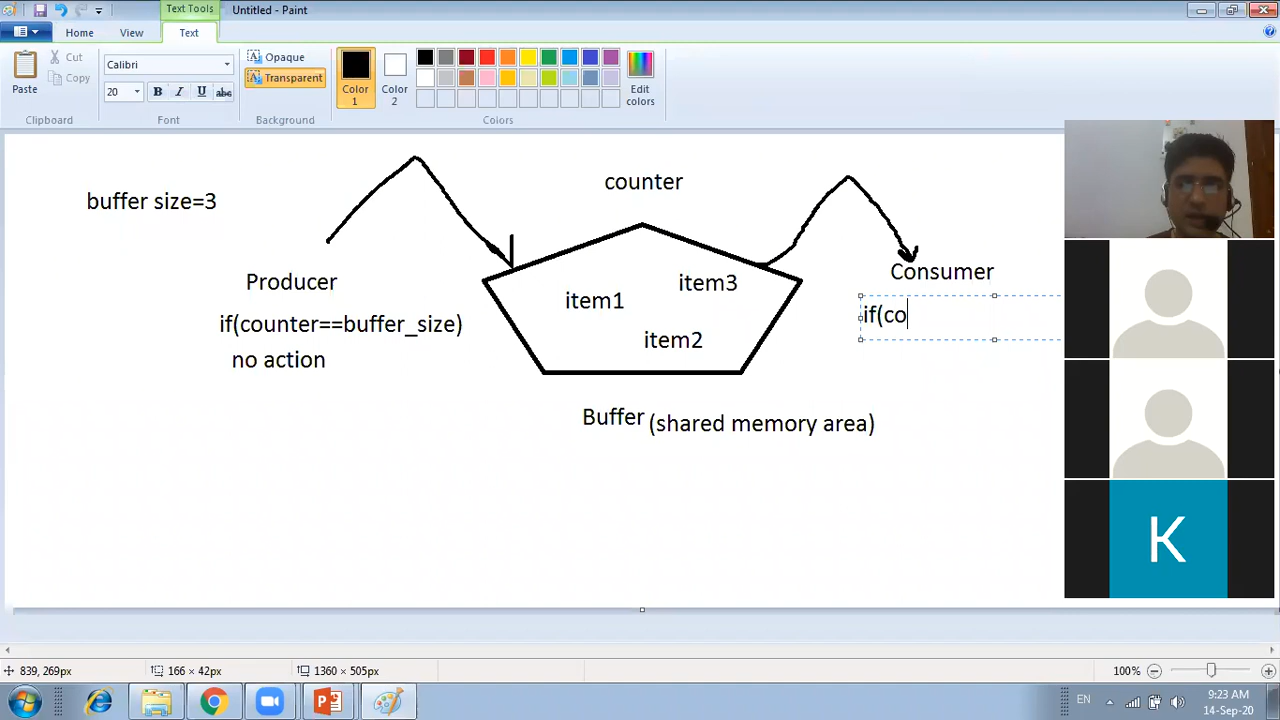 Text Tools
Untitled - Paint
Home
View
Text
Paste
Cut
Copy
Clipboard
Calibri
20
B I U abc
Font
Opaque
Transparent
Background
Color 1
Color 2
Edit colors
Colors
counter
buffer size=3
Producer
Consumer
item1
item3
item2
if(counter==buffer_size)
no action
if(co
Buffer (shared memory area)
K
839, 269px
166 × 42px
1360 × 505px
100%
EN
9:23 AM
14-Sep-20